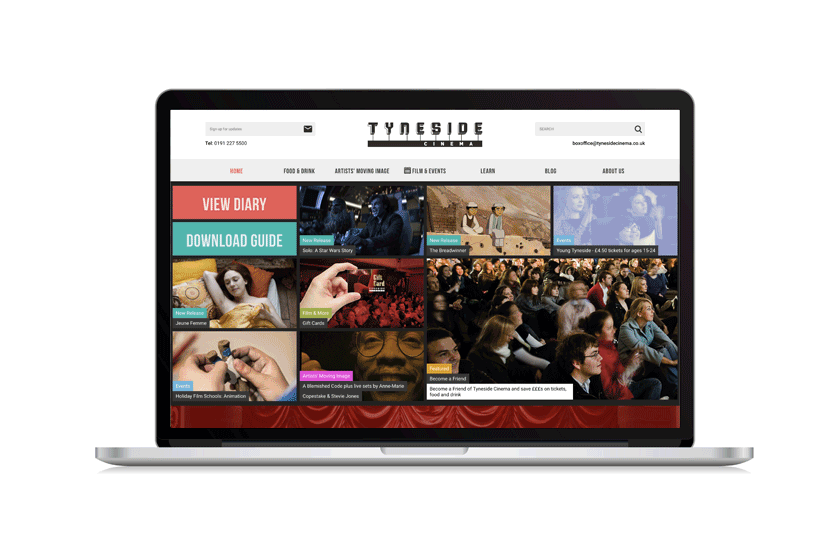 Sign up for updates
Tel: 0191 227 5500
TYNESIDE
CINEMA
SEARCH
boxoffice@tynesidecinema.co.uk
HOME
FOOD & DRINK
ARTISTS' MOVING IMAGE
FILM & EVENTS
LEARN
BLOG
ABOUT US
VIEW DIARY
DOWNLOAD GUIDE
New Release
Solo: A Star Wars Story
New Release
The Breadwinner
Events
Young Tyneside - £4.50 tickets for ages 15-24
New Release
Jeune Femme
Gift
Card
Film & More
Gift Cards
Events
Holiday Film Schools: Animation
Artists' Moving Image
A Blemished Code plus live sets by Anne-Marie
Copestake & Stevie Jones
Featured
Become a Friend
Become a Friend of Tyneside Cinema and save £££s on tickets,
food and drink